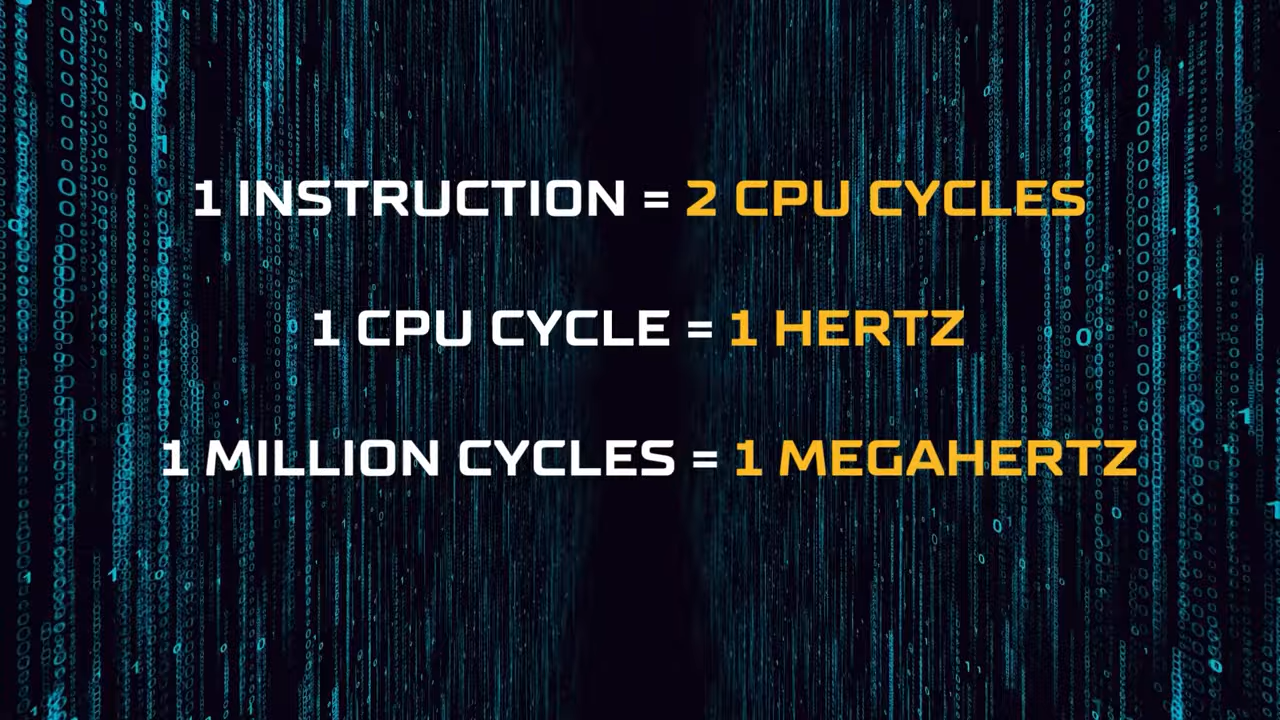 1 INSTRUCTION = 2 CPU CYCLES
1 CPU CYCLE = 1 HERTZ
1 MILLION CYCLES = 1 MEGAHERTZ